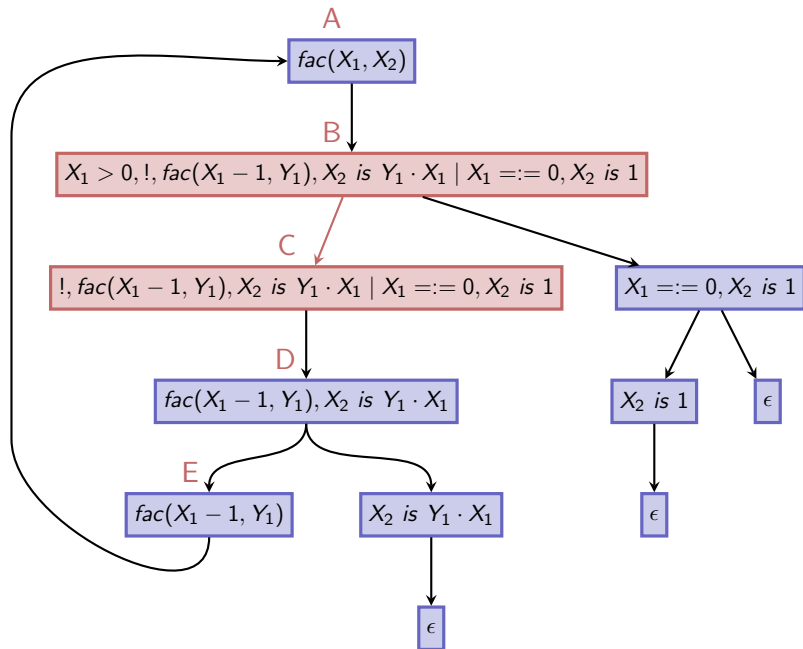 A
fac(X₁, X₂)
B
X₁ > 0, !, fac(X₁ − 1, Y₁), X₂ is Y₁ · X₁ | X₁ =:= 0, X₂ is 1
C
!, fac(X₁ − 1, Y₁), X₂ is Y₁ · X₁ | X₁ =:= 0, X₂ is 1
X₁ =:= 0, X₂ is 1
D
fac(X₁ − 1, Y₁), X₂ is Y₁ · X₁
X₂ is 1
ϵ
E
fac(X₁ − 1, Y₁)
X₂ is Y₁ · X₁
ϵ
ϵ